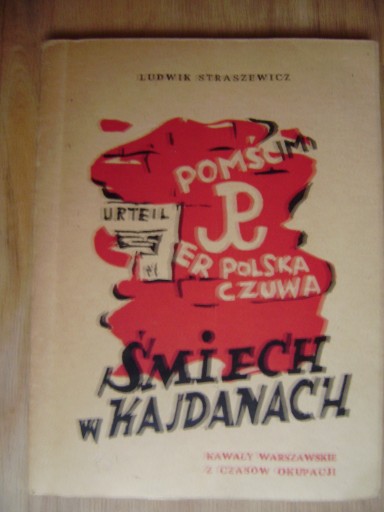 LUDWIK STRASZEWICZ
POMŚCIMY
URTEIL
ER POLSKA
CZUWA
ŚMIECH
W KAJDANACH
KAWAŁY WARSZAWSKIE
Z CZASÓW OKUPACJI